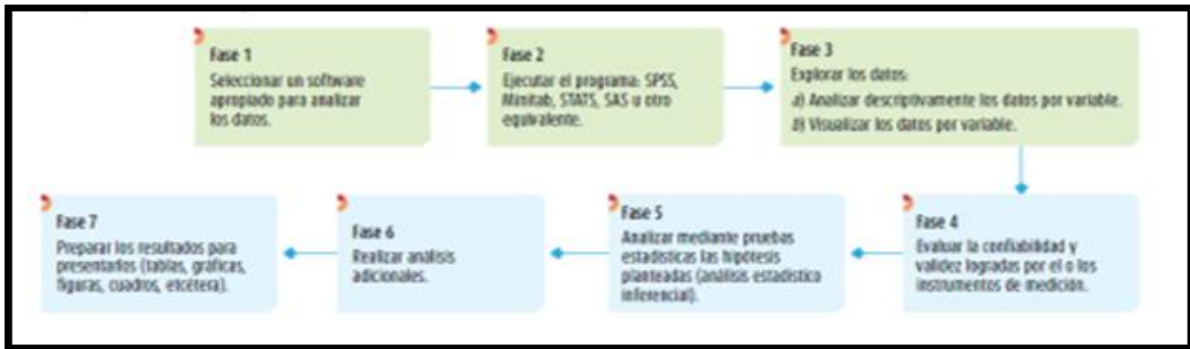 Fase 1
Seleccionar un software
apropiado para analizar
los datos.
Fase 2
Ejecutar el programa: SPSS,
Minitab, STATS, SAS u otro
equivalente.
Fase 3
Explorar los datos:
a) Analizar descriptivamente los datos por variable.
b) Visualizar los datos por variable.
Fase 4
Evaluar la confiabilidad y
validez logradas por el o los
instrumentos de medición.
Fase 5
Analizar mediante pruebas
estadísticas las hipótesis
planteadas (análisis estadístico
inferencial).
Fase 6
Realizar análisis
adicionales.
Fase 7
Preparar los resultados para
presentarlos (tablas, gráficas,
figuras, cuadros, etcétera).